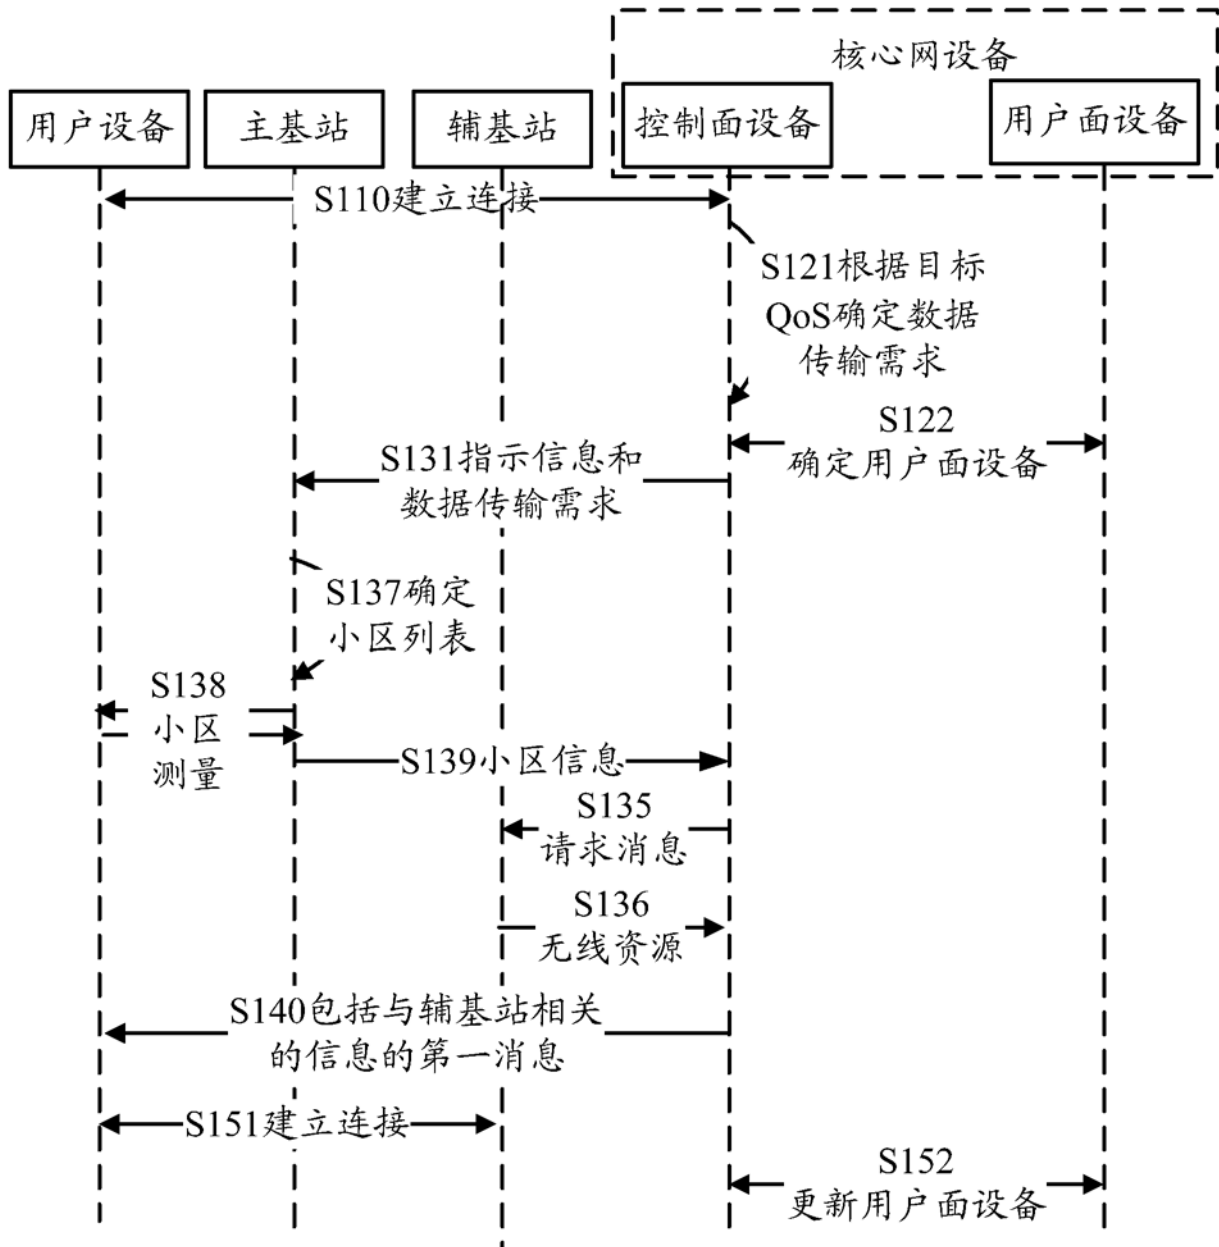 核心网设备
用户设备
主基站
辅基站
控制面设备
用户面设备
S110建立连接
S121根据目标
QoS确定数据
传输需求
S122
确定用户面设备
S131指示信息和
数据传输需求
S137确定
小区列表
S138
小区
测量
S139小区信息
S135
请求消息
S136
无线资源
S140包括与辅基站相关
的信息的第一消息
S151建立连接
S152
更新用户面设备